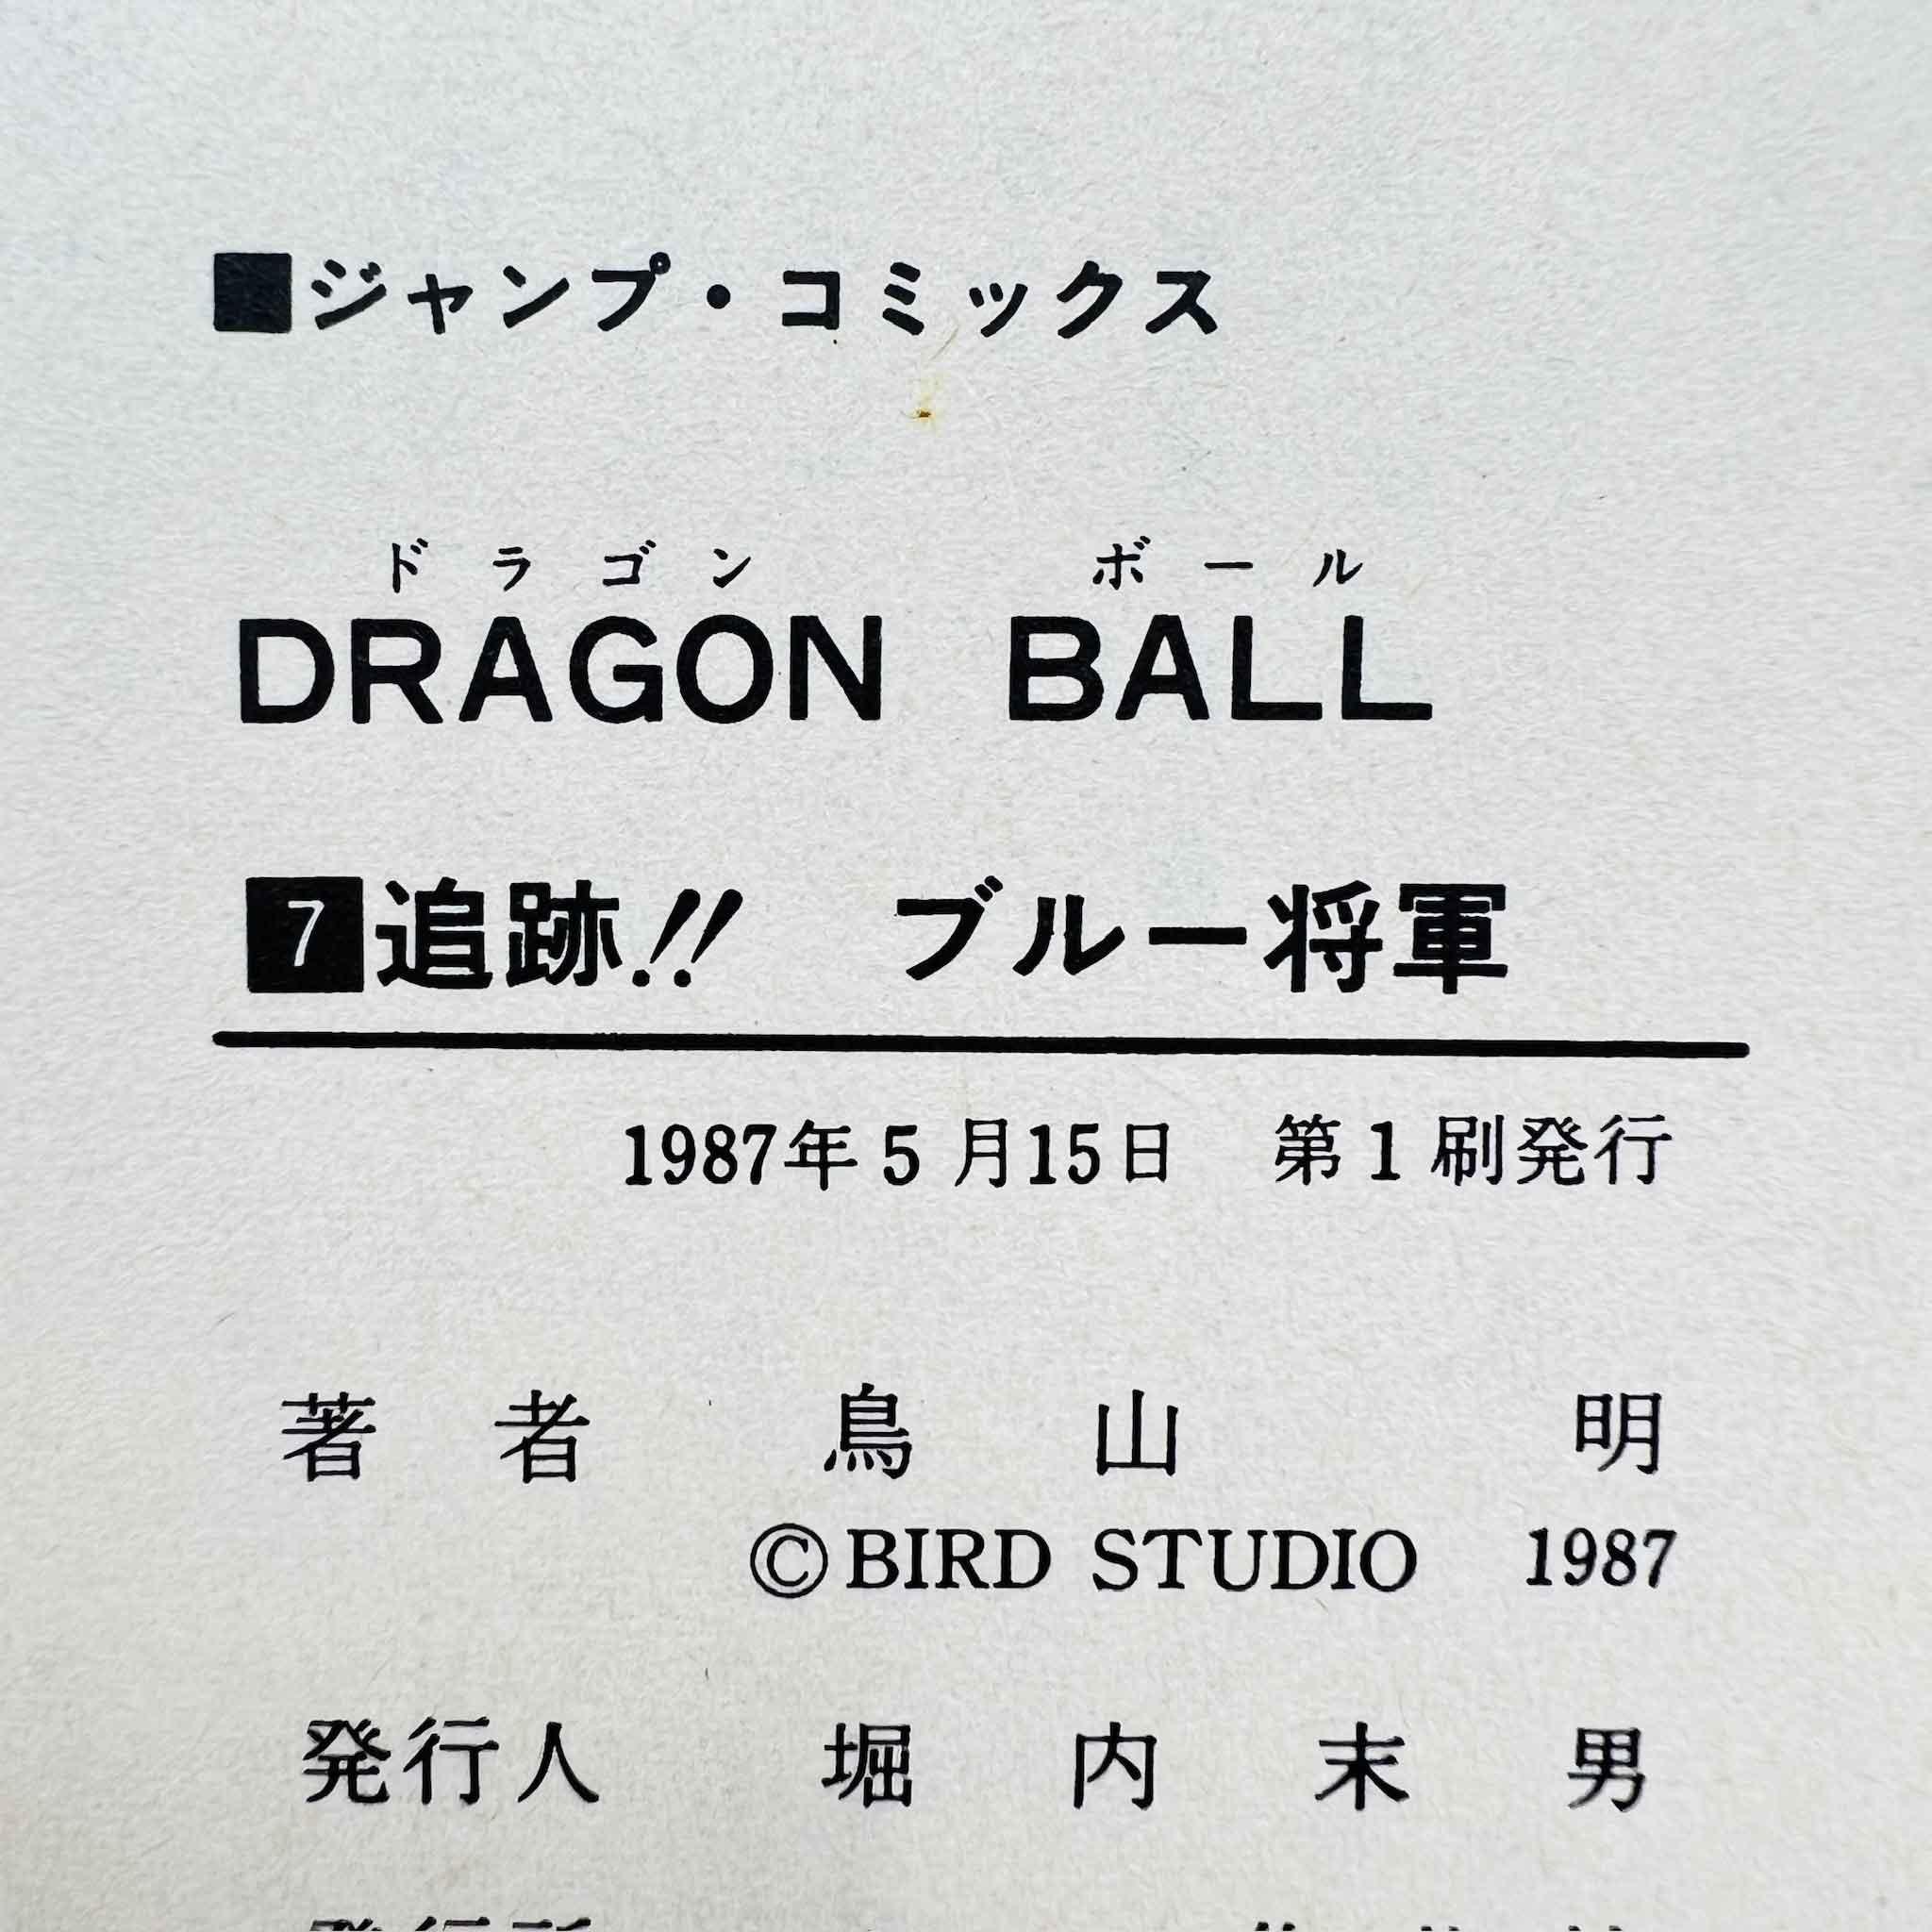 ■ジャンプ・コミックス
ドラゴン ボール
DRAGON BALL
7 追跡!! ブルー将軍
1987年5月15日 第1刷発行
著者 鳥山 明
©BIRD STUDIO 1987
発行人 堀内末男